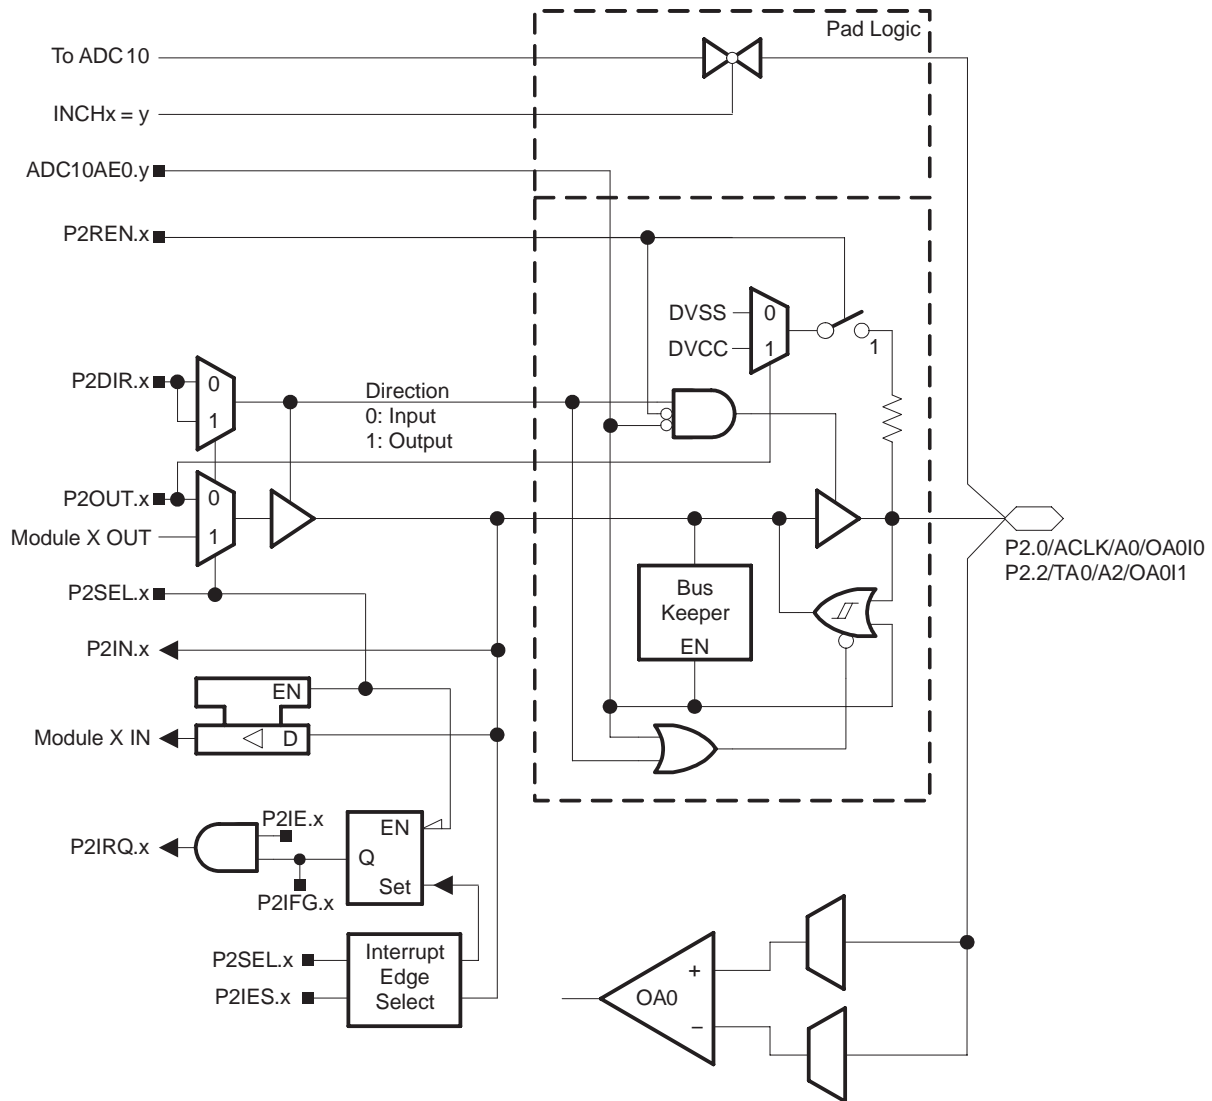 Pad Logic
To ADC10
INCHx = y
ADC10AE0.y
P2REN.x
DVSS
0
DVCC
1
1
P2DIR.x
0
1
Direction
0: Input
1: Output
P2OUT.x
0
Module X OUT
1
P2.0/ACLK/A0/OA0I0
P2.2/TA0/A2/OA0I1
P2SEL.x
Bus
Keeper
EN
P2IN.x
EN
Module X IN
D
P2IE.x
EN
P2IRQ.x
Q
Set
P2IFG.x
P2SEL.x
Interrupt
Edge
Select
P2IES.x
+
OA0
−